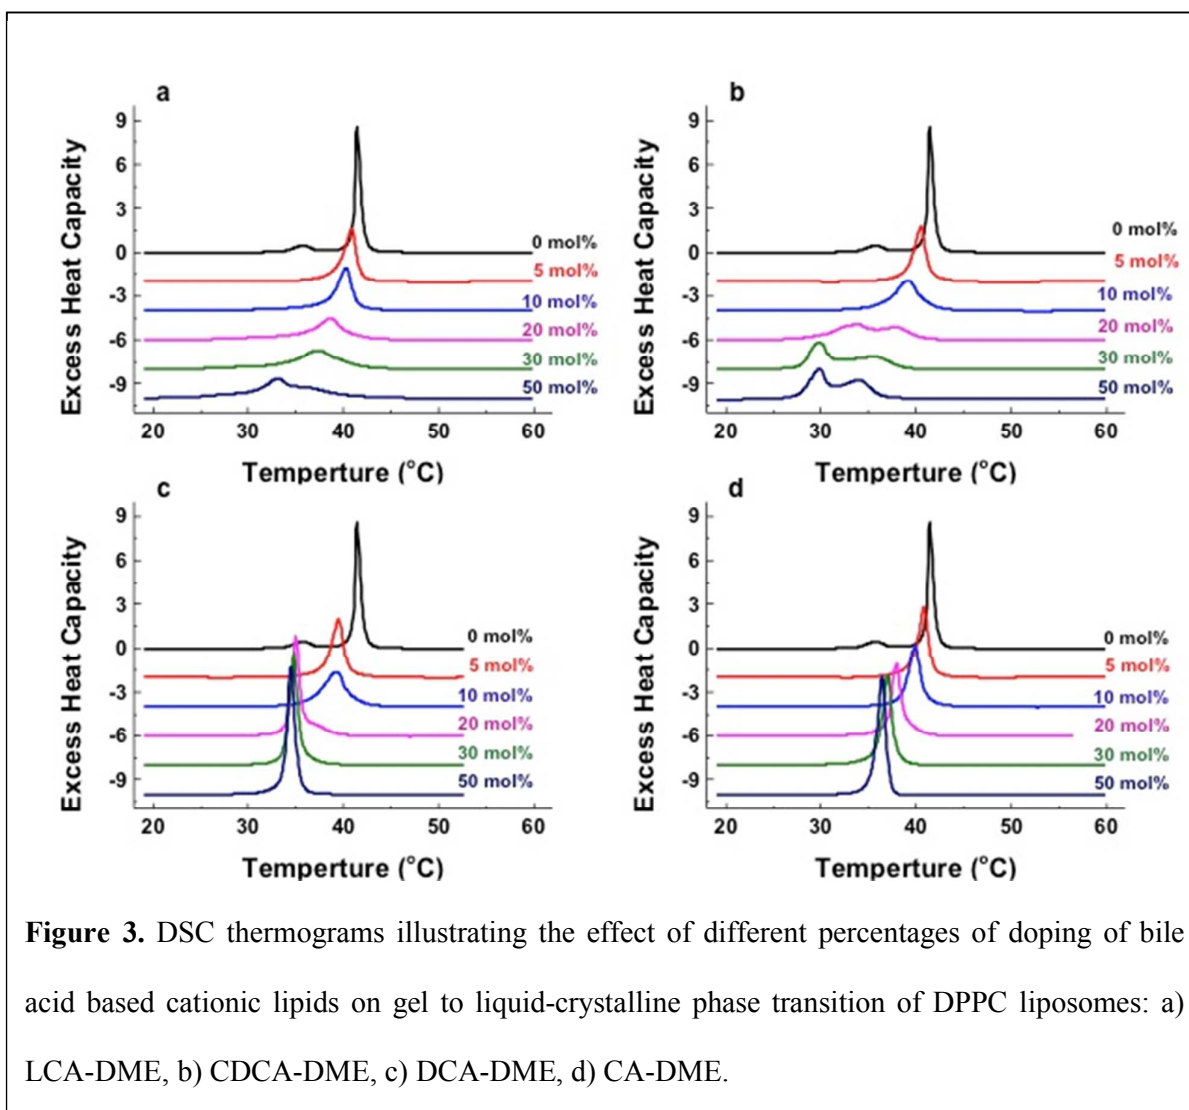 a
Excess Heat Capacity
9
6
3
0
-3
-6
-9
0 mol%
5 mol%
10 mol%
20 mol%
30 mol%
50 mol%
20 30 40 50 60
Temperture (°C)
b
Excess Heat Capacity
9
6
3
0
-3
-6
-9
0 mol%
5 mol%
10 mol%
20 mol%
30 mol%
50 mol%
20 30 40 50 60
Temperture (°C)
c
Excess Heat Capacity
9
6
3
0
-3
-6
-9
0 mol%
5 mol%
10 mol%
20 mol%
30 mol%
50 mol%
20 30 40 50 60
Temperture (°C)
d
Excess Heat Capacity
9
6
3
0
-3
-6
-9
0 mol%
5 mol%
10 mol%
20 mol%
30 mol%
50 mol%
20 30 40 50 60
Temperture (°C)
Figure 3. DSC thermograms illustrating the effect of different percentages of doping of bile
acid based cationic lipids on gel to liquid-crystalline phase transition of DPPC liposomes: a)
LCA-DME, b) CDCA-DME, c) DCA-DME, d) CA-DME.